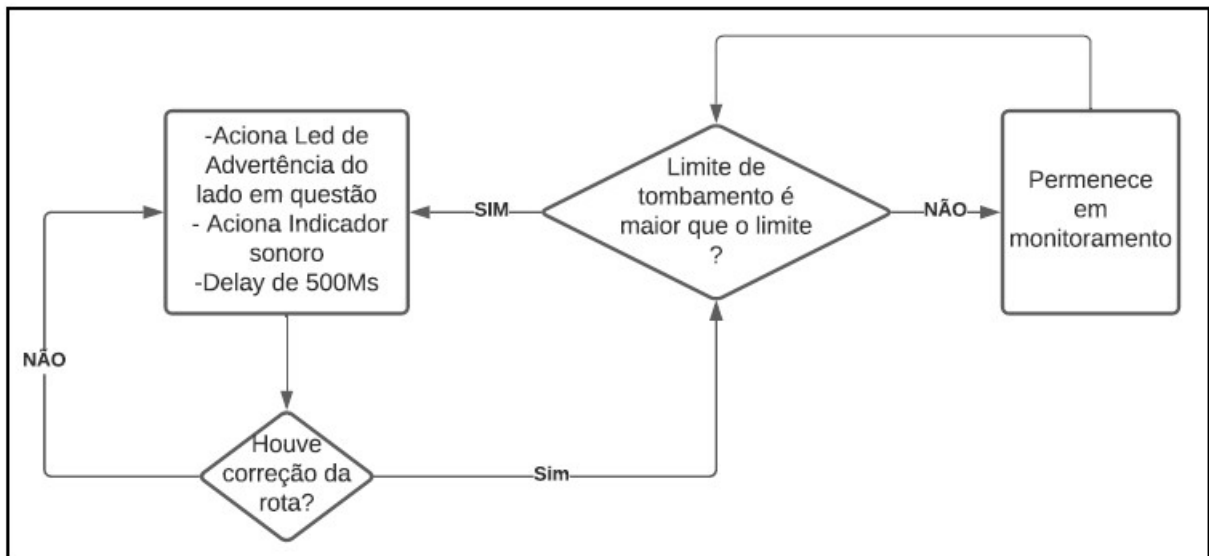 -Aciona Led de
Advertência do
lado em questão
- Aciona Indicador
sonoro
-Delay de 500Ms
SIM
Limite de
tombamento é
maior que o limite
?
NÃO
Permenece
em
monitoramento
NÃO
Houve
correção da
rota?
Sim